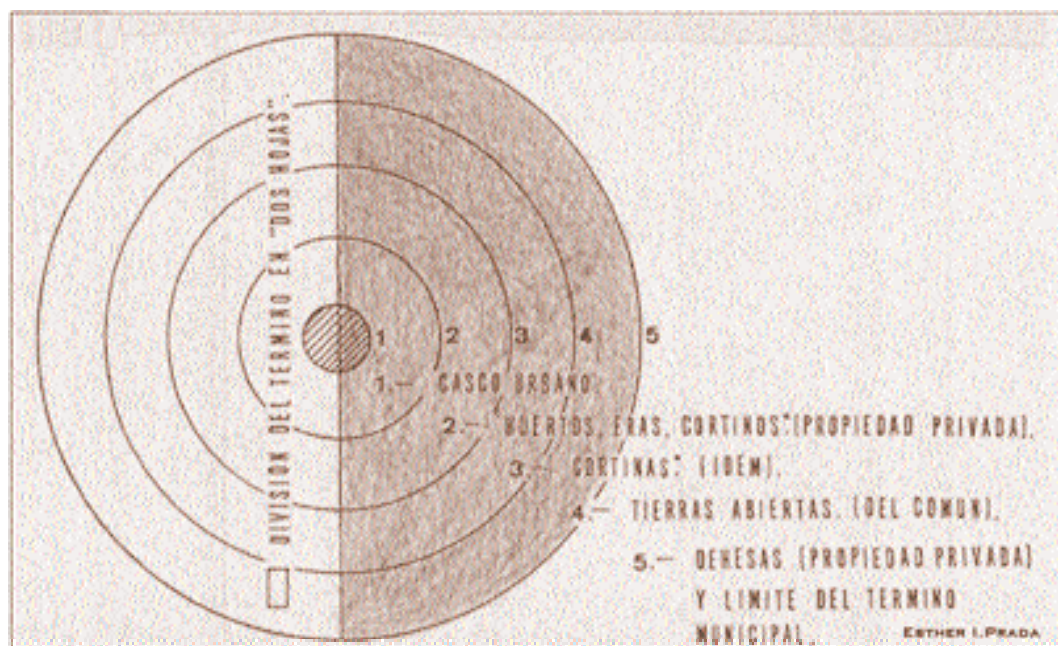 DIVISION DEL TERMINO EN "DOS HOJAS".
1 2 3 4 5
1.- CASCO URBANO
2.- HUERTOS, ERAS, CORTINOS" (PROPIEDAD PRIVADA).
3.- CORTINAS" (IDEM).
4.- TIERRAS ABIERTAS. (DEL COMUN).
5.- DEHESAS (PROPIEDAD PRIVADA)
Y LIMITE DEL TERMINO
MUNICIPAL
ESTHER I. PRADA